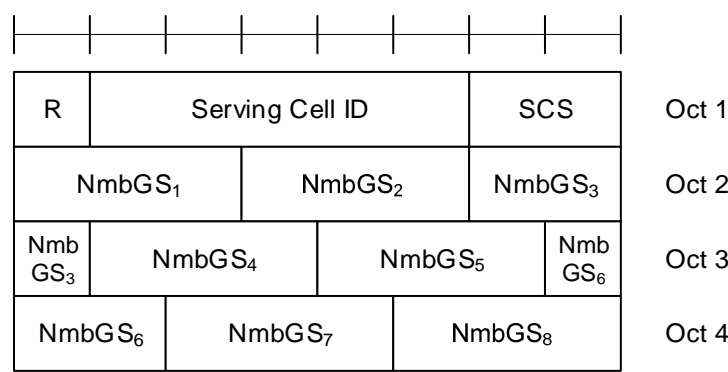 R Serving Cell ID SCS Oct 1
NmbGS₁ NmbGS₂ NmbGS₃ Oct 2
Nmb GS₃ NmbGS₄ NmbGS₅ Nmb GS₆ Oct 3
NmbGS₆ NmbGS₇ NmbGS₈ Oct 4